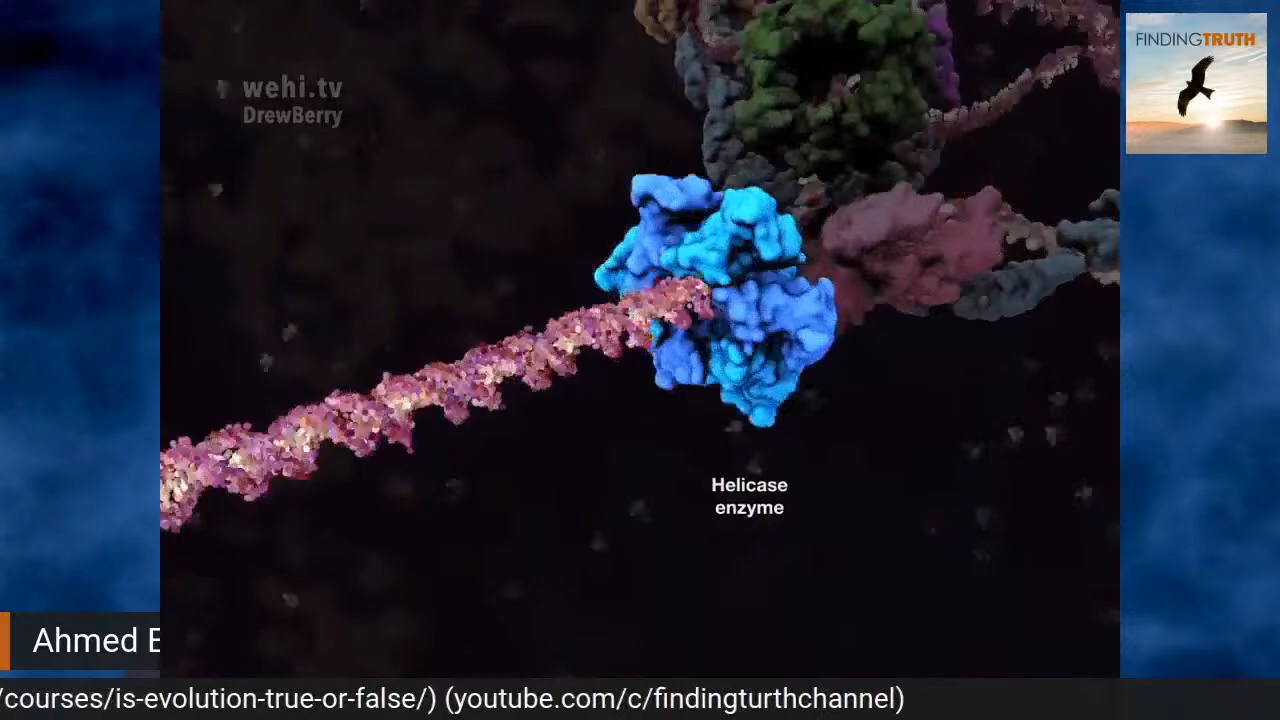 FINDINGTRUTH
wehi.tv
DrewBerry
Helicase
enzyme
Ahmed E
/courses/is-evolution-true-or-false/) (youtube.com/c/findingturthchannel)